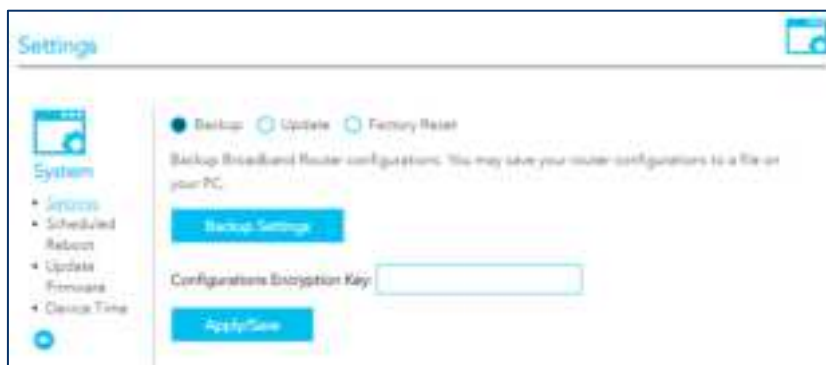 Settings
System
• Settings
• Scheduled
Reboot
• Update
Firmware
• Device Time
Backup Update Factory Reset
Backup Broadband Router configurations. You may save your router configurations to a file on
your PC.
Backup Settings
Configurations Encryption Key:
Apply/Save